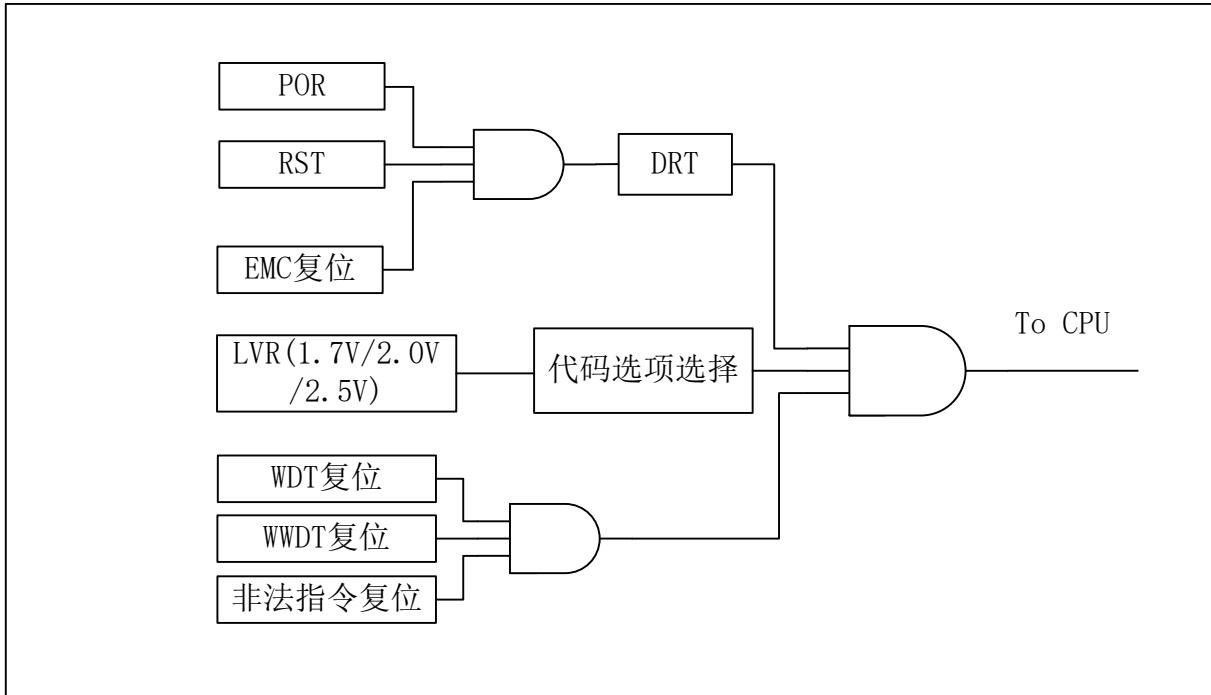 POR
RST
DRT
EMC复位
To CPU
LVR(1.7V/2.0V
/2.5V)
代码选项选择
WDT复位
WWDT复位
非法指令复位